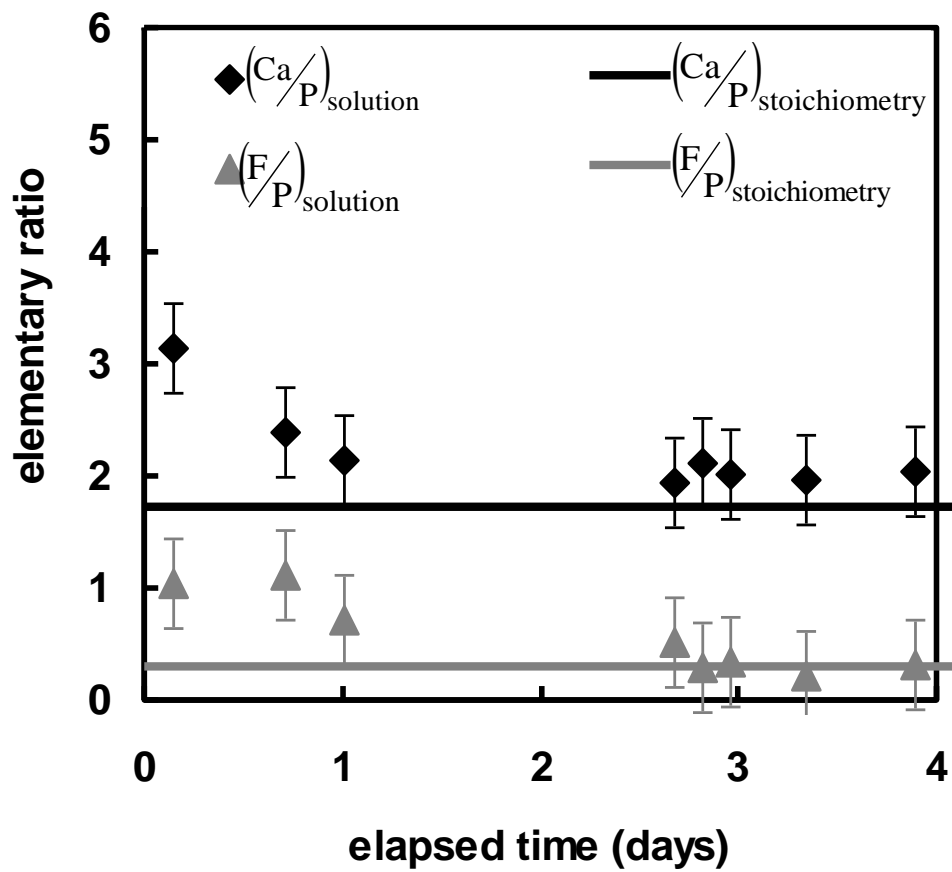 6
5
4
3
2
1
0
elementary ratio
(Ca/P)solution
(Ca/P)stoichiometry
(F/P)solution
(F/P)stoichiometry
0 1 2 3 4
elapsed time (days)